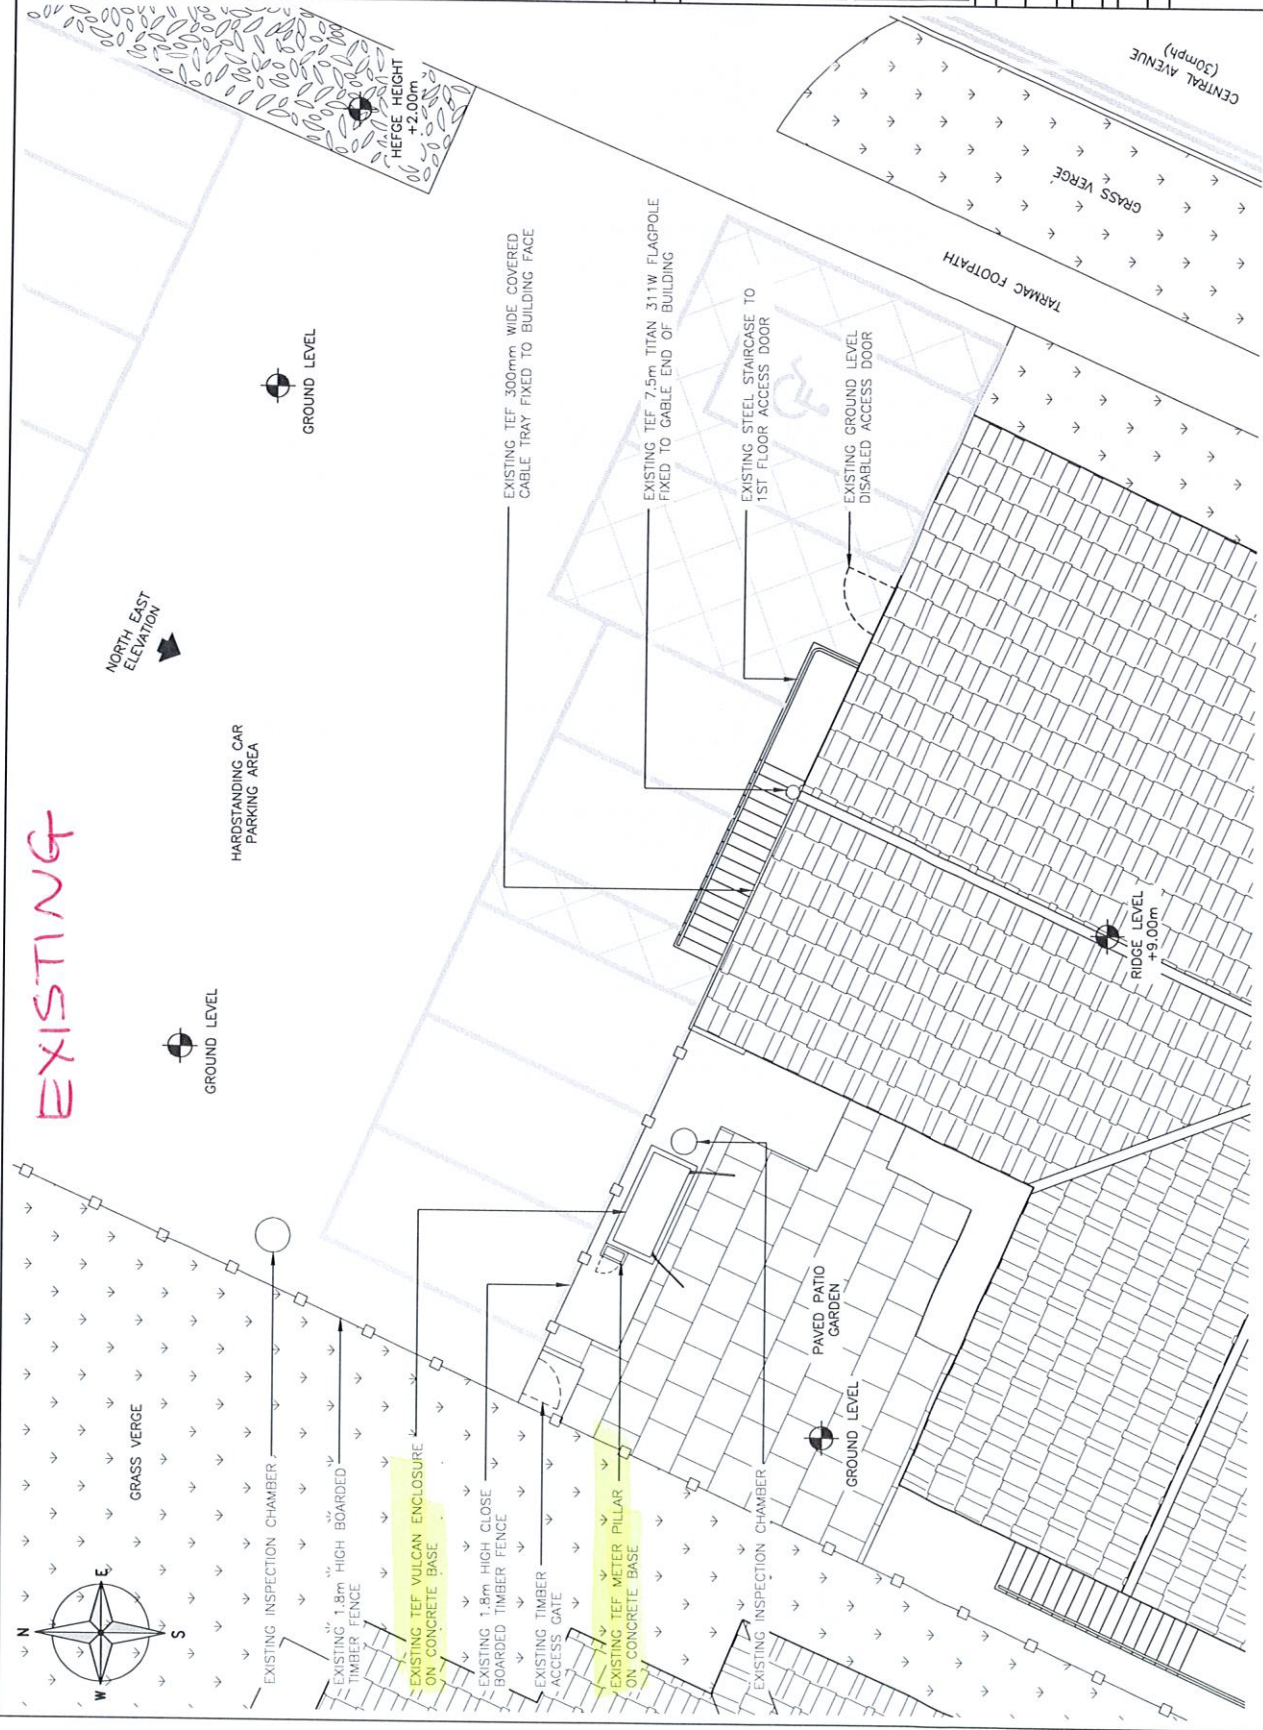 EXISTING
N
E
S
W
GRASS VERGE
EXISTING INSPECTION CHAMBER
EXISTING 1.8m HIGH BOARDED
TIMBER FENCE
EXISTING TEF VULCAN ENCLOSURE
ON CONCRETE BASE
EXISTING 1.8m HIGH CLOSE
BOARDED TIMBER FENCE
EXISTING TIMBER
ACCESS GATE
EXISTING TEF METER PILLAR
ON CONCRETE BASE
EXISTING INSPECTION CHAMBER
GROUND LEVEL
PAVED PATIO
GARDEN
GROUND LEVEL
HARDSTANDING CAR
PARKING AREA
NORTH EAST
ELEVATION
GROUND LEVEL
HEFGE HEIGHT
+2.00m
EXISTING TEF 300mm WIDE COVERED
CABLE TRAY FIXED TO BUILDING FACE
EXISTING TEF 7.5m TITAN 311W FLAGPOLE
FIXED TO GABLE END OF BUILDING
EXISTING STEEL STAIRCASE TO
1ST FLOOR ACCESS DOOR
EXISTING GROUND LEVEL
DISABLED ACCESS DOOR
RIDGE LEVEL
+9.00m
TARMAC FOOTPATH
GRASS VERGE
CENTRAL AVENUE
(30mph)